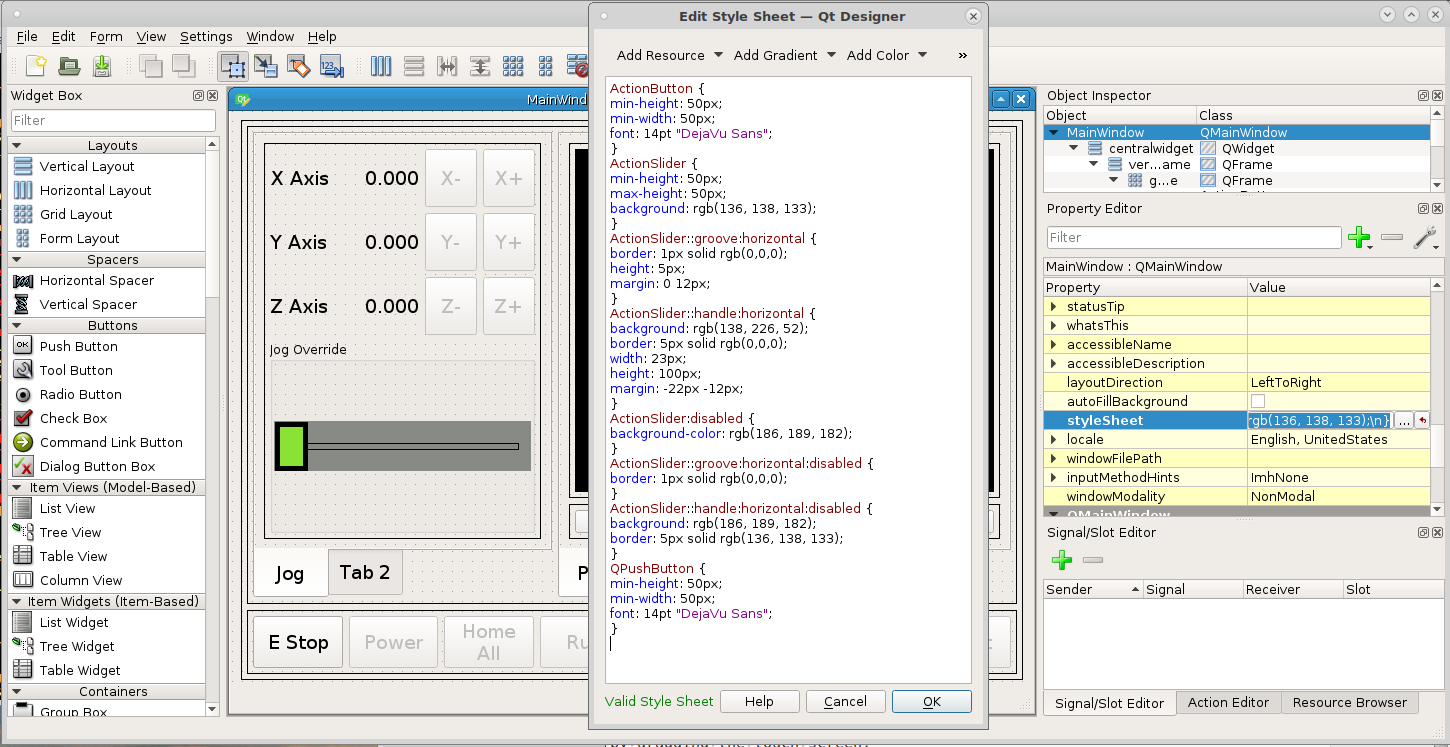 Edit Style Sheet — Qt Designer
File Edit Form View Settings Window Help
Widget Box
Filter
Layouts
Vertical Layout
Horizontal Layout
Grid Layout
Form Layout
Spacers
Horizontal Spacer
Vertical Spacer
Buttons
OK Push Button
Tool Button
Radio Button
Check Box
Command Link Button
Dialog Button Box
Item Views (Model-Based)
List View
Tree View
Table View
Column View
Item Widgets (Item-Based)
List Widget
Tree Widget
Table Widget
Containers
Group Box
MainWind
X Axis 0.000 X- X+
Y Axis 0.000 Y- Y+
Z Axis 0.000 Z- Z+
Jog Override
Jog Tab 2
P
E Stop Power Home All Ru
Add Resource Add Gradient Add Color »
ActionButton {
min-height: 50px;
min-width: 50px;
font: 14pt "DejaVu Sans";
}
ActionSlider {
min-height: 50px;
max-height: 50px;
background: rgb(136, 138, 133);
}
ActionSlider::groove:horizontal {
border: 1px solid rgb(0,0,0);
height: 5px;
margin: 0 12px;
}
ActionSlider::handle:horizontal {
background: rgb(138, 226, 52);
border: 5px solid rgb(0,0,0);
width: 23px;
height: 100px;
margin: -22px -12px;
}
ActionSlider:disabled {
background-color: rgb(186, 189, 182);
}
ActionSlider::groove:horizontal:disabled {
border: 1px solid rgb(0,0,0);
}
ActionSlider::handle:horizontal:disabled {
background: rgb(186, 189, 182);
border: 5px solid rgb(136, 138, 133);
}
QPushButton {
min-height: 50px;
min-width: 50px;
font: 14pt "DejaVu Sans";
}
Valid Style Sheet Help Cancel OK
Object Inspector
Object Class
MainWindow QMainWindow
centralwidget QWidget
ver...ame QFrame
g...e QFrame
Property Editor
Filter
MainWindow : QMainWindow
Property Value
statusTip
whatsThis
accessibleName
accessibleDescription
layoutDirection LeftToRight
autoFillBackground
styleSheet rgb(136, 138, 133);\n} ...
locale English, UnitedStates
windowFilePath
inputMethodHints ImhNone
windowModality NonModal
QMainWindow
Signal/Slot Editor
Sender Signal Receiver Slot
Signal/Slot Editor Action Editor Resource Browser